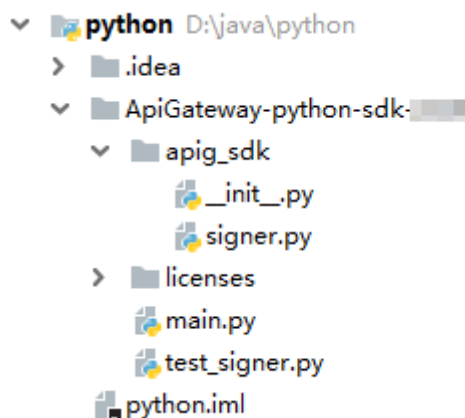 python D:\java\python
.idea
ApiGateway-python-sdk-
apig_sdk
__init__.py
signer.py
licenses
main.py
test_signer.py
python.iml